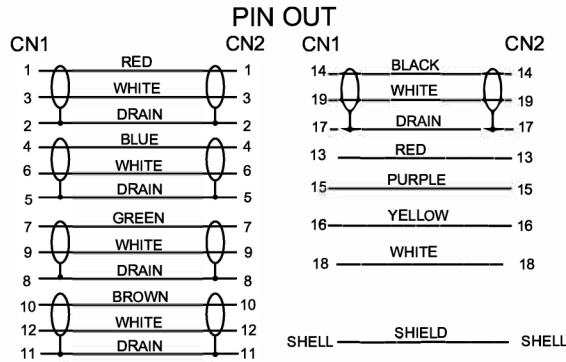 PIN OUT
CN1 CN2
1 RED 1
3 WHITE 3
2 DRAIN 2
4 BLUE 4
6 WHITE 6
5 DRAIN 5
7 GREEN 7
9 WHITE 9
8 DRAIN 8
10 BROWN 10
12 WHITE 12
11 DRAIN 11
CN1 CN2
14 BLACK 14
19 WHITE 19
17 DRAIN 17
13 RED 13
15 PURPLE 15
16 YELLOW 16
18 WHITE 18
SHELL SHIELD SHELL